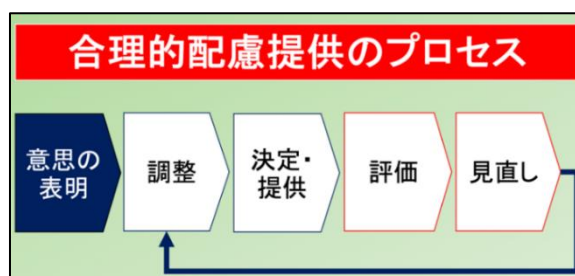 合理的配慮提供のプロセス
意思の
表明
調整
決定・
提供
評価
見直し